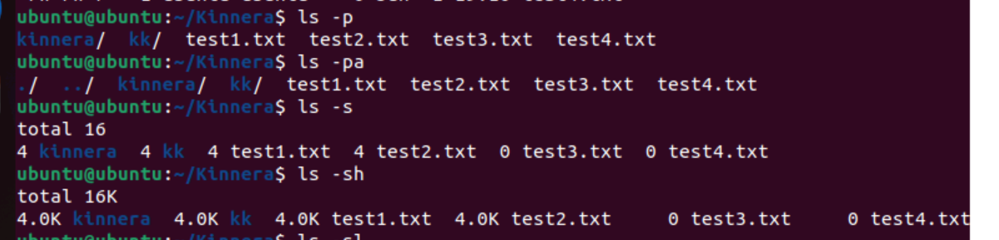 ubuntu@ubuntu:~/Kinnera$ ls -p
kinnera/  kk/  test1.txt  test2.txt  test3.txt  test4.txt
ubuntu@ubuntu:~/Kinnera$ ls -pa
./  ../  kinnera/  kk/  test1.txt  test2.txt  test3.txt  test4.txt
ubuntu@ubuntu:~/Kinnera$ ls -s
total 16
4 kinnera  4 kk  4 test1.txt  4 test2.txt  0 test3.txt  0 test4.txt
ubuntu@ubuntu:~/Kinnera$ ls -sh
total 16K
4.0K kinnera  4.0K kk  4.0K test1.txt  4.0K test2.txt     0 test3.txt     0 test4.txt
ubuntu@ubuntu:~/Kinnera$ ls